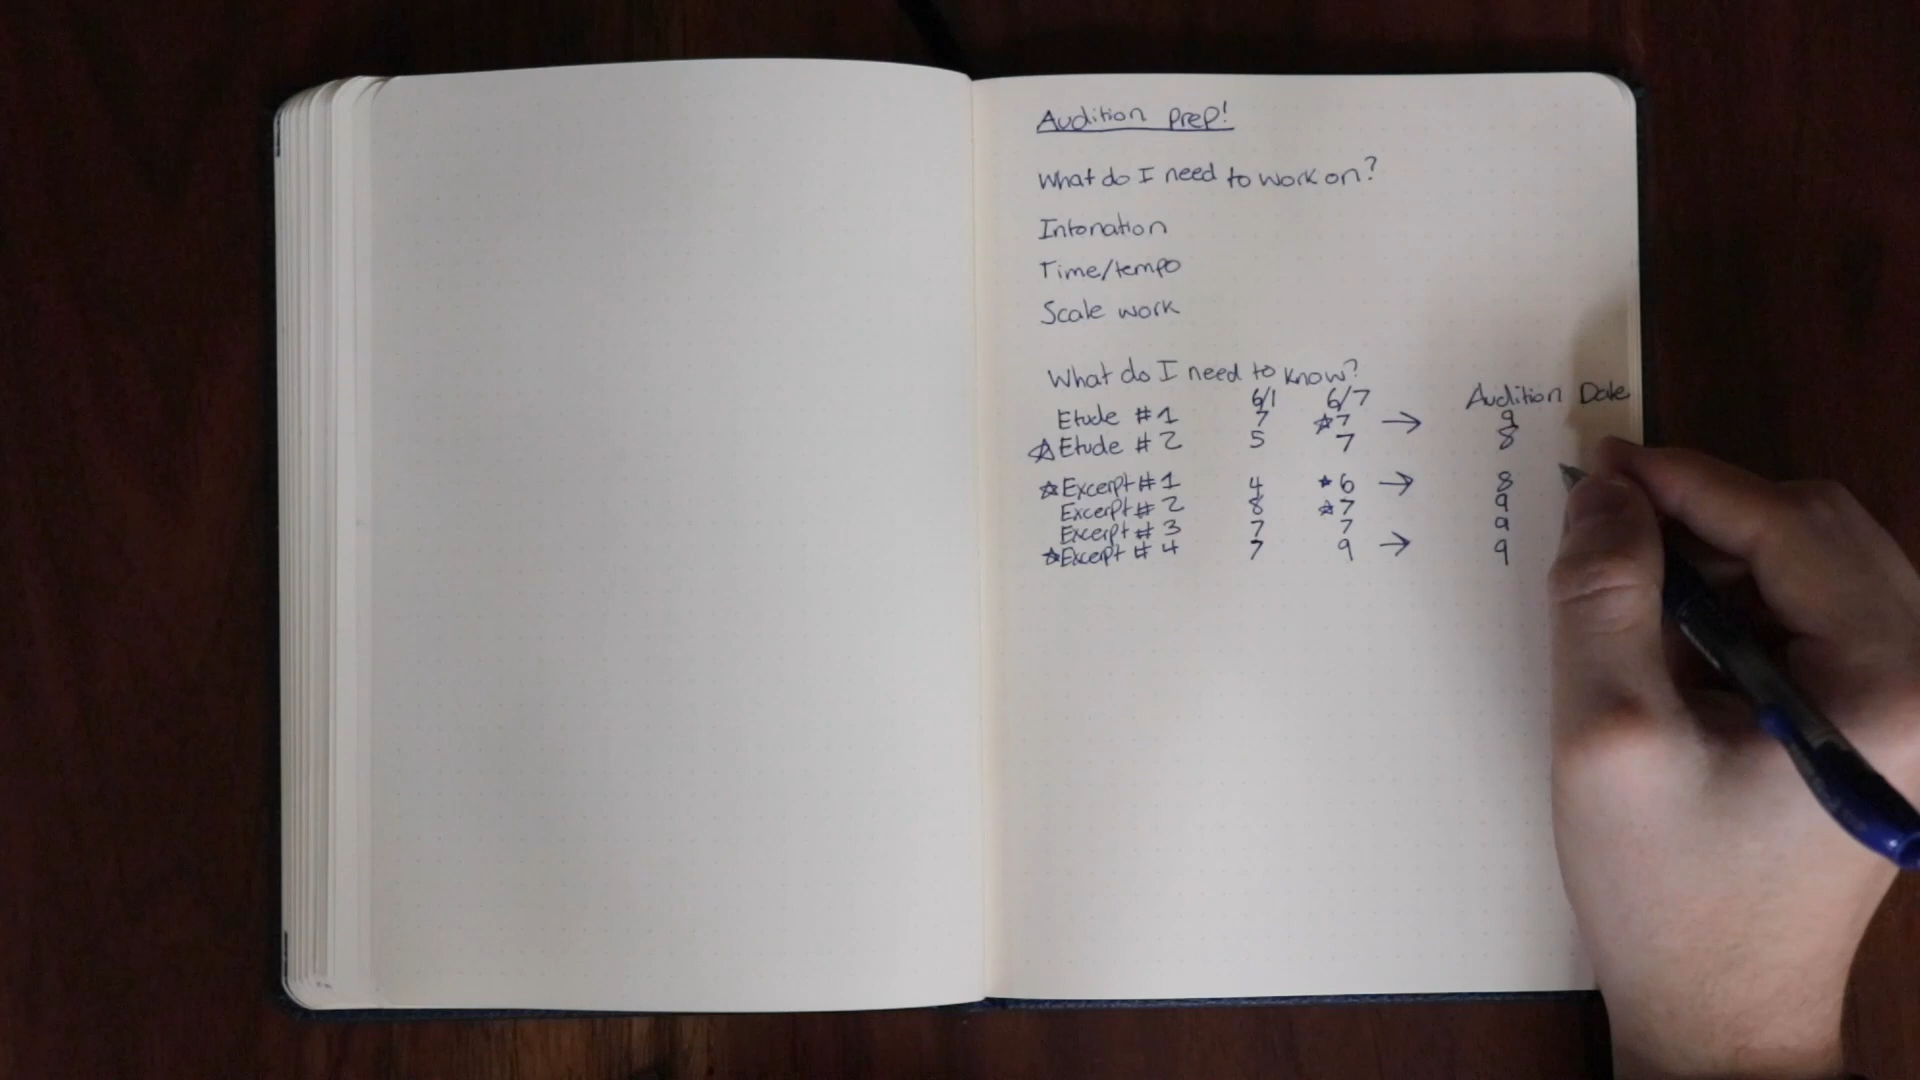 Audition prep!
What do I need to work on?
Intonation
Time/tempo
Scale work
What do I need to know?
6/1 6/7 Audition Date
Etude #1 7 ☆7 → 9
☆Etude #2 5 7 8
☆Excerpt #1 4 ★6 → 8
Excerpt #2 8 ☆7 9
Excerpt #3 7 7 9
☆Excerpt #4 7 9 → 9